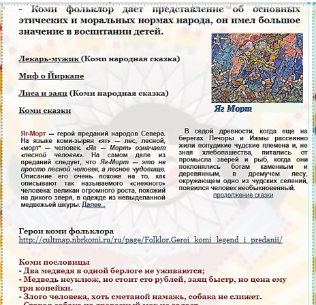 - Коми фольклор дает представление об основных
этических и моральных нормах народа, он имел большое
значение в воспитании детей.
Лекарь-мужик (Коми народная сказка)
Миф о Йиркапе
Лиса и заяц (Коми народная сказка)
Коми сказки
Яг Морт
Яг-Морт — герой преданий народов Севера.
На языке коми-зырян «яг» — лес, лесной,
«морт» — человек; «Яг – Морт» означает
«лесной человек». На самом деле из
преданий следует, что Яг-Морт — это не
просто лесной человек, а лесное чудовище.
Описание его очень похоже на то, как
описывают так называемого «снежного»
человека: великан огромного роста, похожий
на дикого зверя, в одежде из невыделанной
медвежьей шкуры. Далее...
В седой древности, когда еще на
берегах Печоры и Ижмы рассеянно
жили полудикие чудские племена и, не
зная хлебопашества, питались от
промысла зверей и рыб, когда они
поклонялись богам каменным и
деревянным, в дремучем лесу,
окружающем одно из чудских селений,
появился человек необыкновенный.
продолжение сказки
Герои коми фольклора
http://cultmap.nbrkomi.ru/ru/page/Folklor.Geroi_komi_legend_i_predanii/
Коми пословицы
- Два медведя в одной берлоге не уживаются;
- Медведь неуклюж, но стоит сто рублей, заяц быстр, но цена ему
три копейки.
- Злого человека, хоть сметаной намажь, собака не слижет.